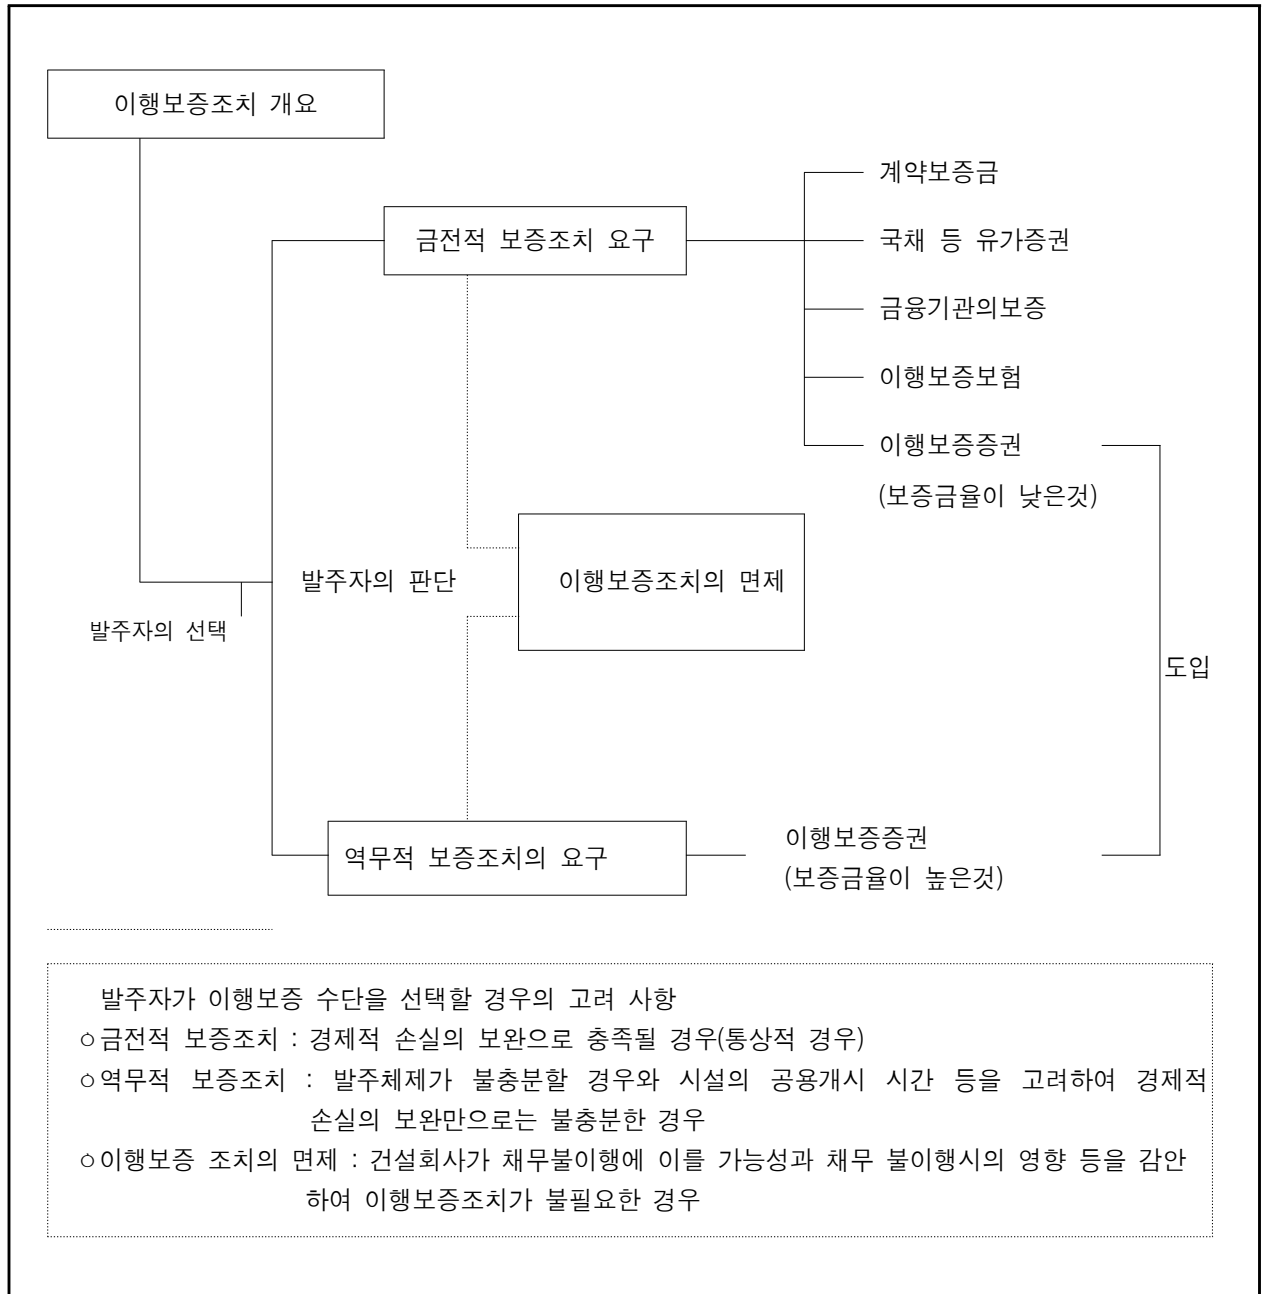 이행보증조치 개요
계약보증금
금전적 보증조치 요구
국채 등 유가증권
금융기관의보증
이행보증보험
이행보증증권
(보증금율이 낮은것)
발주자의 판단
이행보증조치의 면제
발주자의 선택
도입
역무적 보증조치의 요구
이행보증증권
(보증금율이 높은것)
발주자가 이행보증 수단을 선택할 경우의 고려 사항
ㅇ금전적 보증조치 : 경제적 손실의 보완으로 충족될 경우(통상적 경우)
ㅇ역무적 보증조치 : 발주체제가 불충분할 경우와 시설의 공용개시 시간 등을 고려하여 경제적
손실의 보완만으로는 불충분한 경우
ㅇ이행보증 조치의 면제 : 건설회사가 채무불이행에 이를 가능성과 채무 불이행시의 영향 등을 감안
하여 이행보증조치가 불필요한 경우